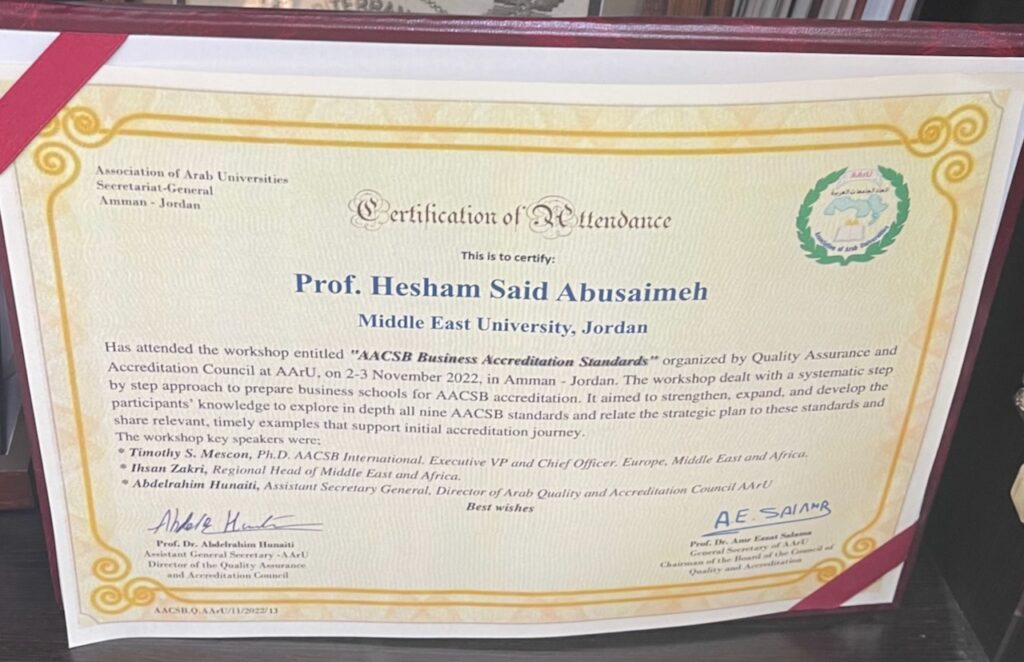 Association of Arab Universities
Secretariat-General
Amman - Jordan
AArU
اتحاد الجامعات العربية
Association of Arab Universities
Certification of Attendance
This is to certify:
Prof. Hesham Said Abusaimeh
Middle East University, Jordan
Has attended the workshop entitled "AACSB Business Accreditation Standards" organized by Quality Assurance and
Accreditation Council at AArU, on 2-3 November 2022, in Amman - Jordan. The workshop dealt with a systematic step
by step approach to prepare business schools for AACSB accreditation. It aimed to strengthen, expand, and develop the
participants' knowledge to explore in depth all nine AACSB standards and relate the strategic plan to these standards and
share relevant, timely examples that support initial accreditation journey.
The workshop key speakers were:
* Timothy S. Mescon, Ph.D. AACSB International. Executive VP and Chief Officer. Europe, Middle East and Africa.
* Ihsan Zakri, Regional Head of Middle East and Africa.
* Abdelrahim Hunaiti, Assistant Secretary General, Director of Arab Quality and Accreditation Council AArU
Best wishes
A.E. SALAMA
Prof. Dr. Abdelrahim Hunaiti
Assistant General Secretary -AArU
Director of the Quality Assurance
and Accreditation Council
Prof. Dr. Amr Ezzat Salama
General Secretary of AArU
Chairman of the Board of the Council of
Quality and Accreditation
AACSB.Q.AArU/11/2022/13